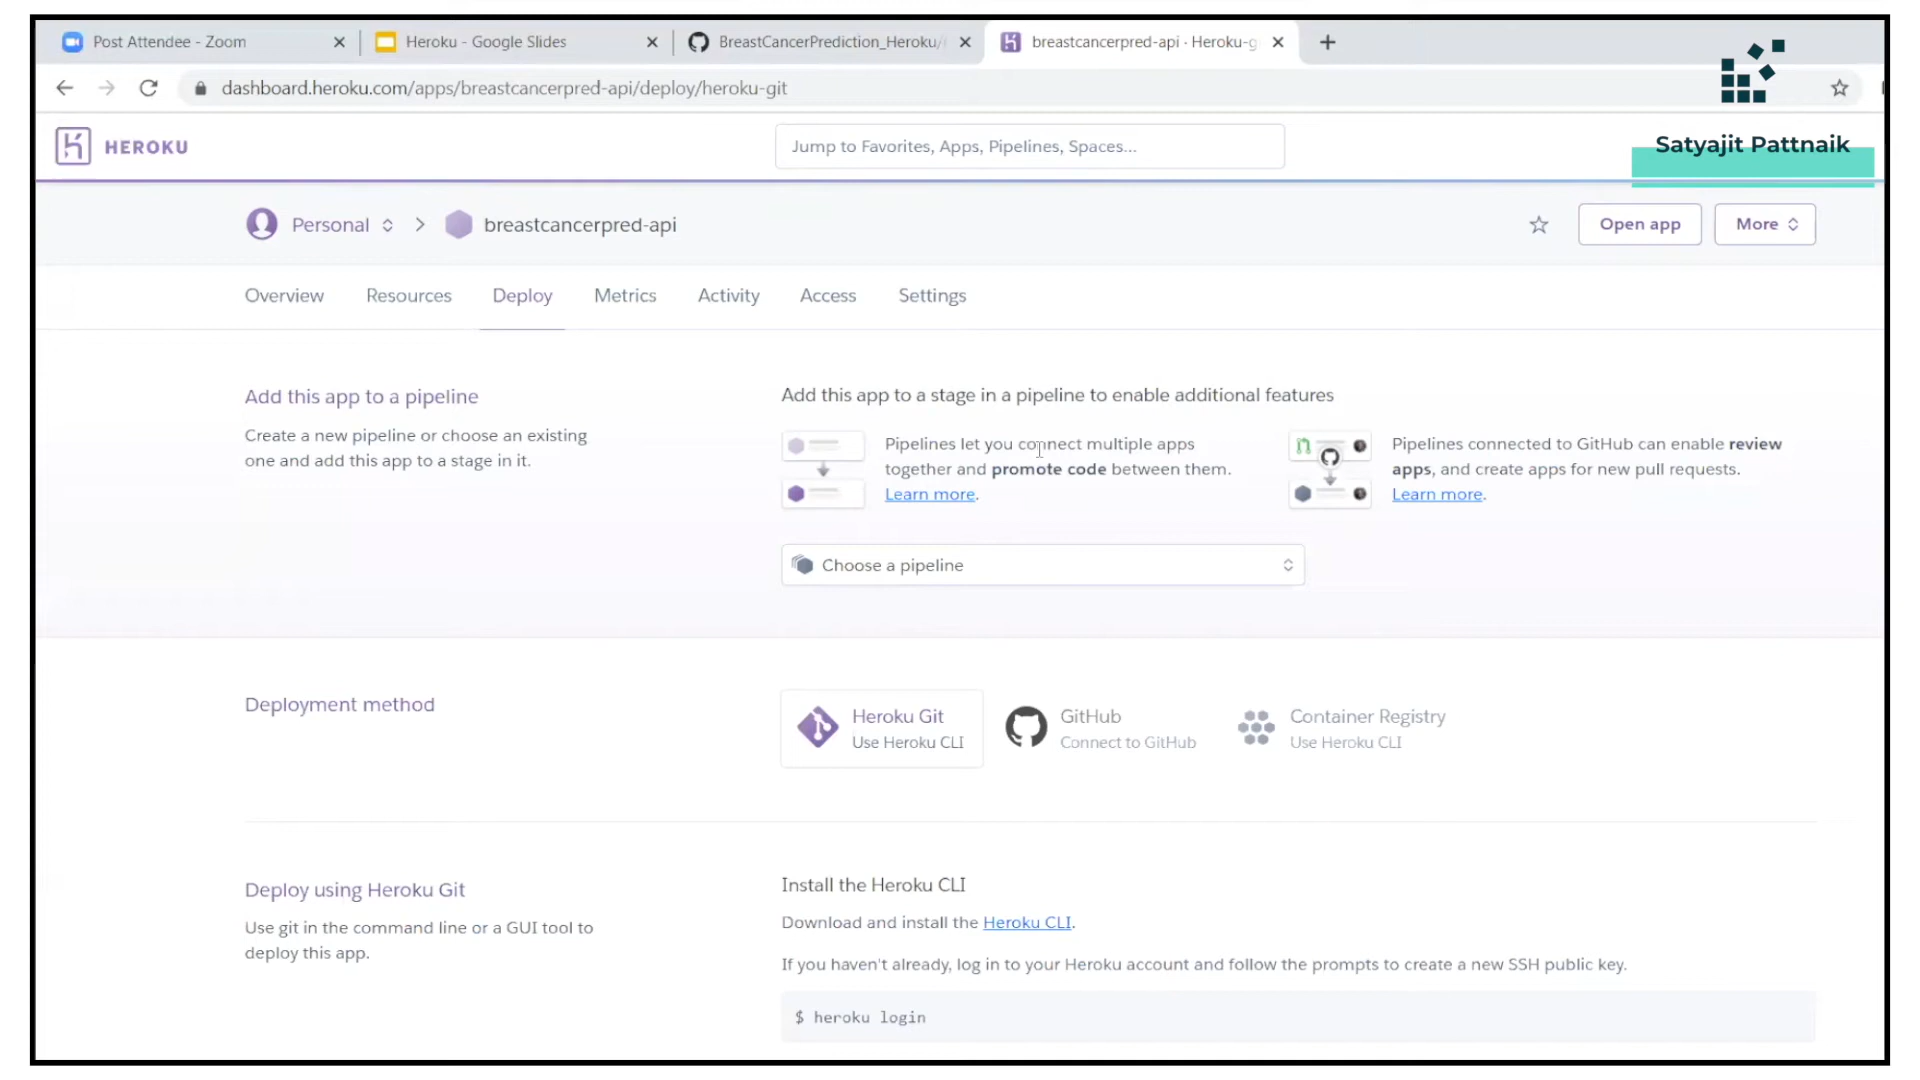 Post Attendee - Zoom
Heroku - Google Slides
BreastCancerPrediction_Heroku/
breastcancerpred-api · Heroku-g
dashboard.heroku.com/apps/breastcancerpred-api/deploy/heroku-git
HEROKU
Jump to Favorites, Apps, Pipelines, Spaces...
Satyajit Pattnaik
Personal
breastcancerpred-api
Open app
More
Overview
Resources
Deploy
Metrics
Activity
Access
Settings
Add this app to a pipeline
Create a new pipeline or choose an existing
one and add this app to a stage in it.
Add this app to a stage in a pipeline to enable additional features
Pipelines let you connect multiple apps
together and promote code between them.
Learn more.
Pipelines connected to GitHub can enable review
apps, and create apps for new pull requests.
Learn more.
Choose a pipeline
Deployment method
Heroku Git
Use Heroku CLI
GitHub
Connect to GitHub
Container Registry
Use Heroku CLI
Deploy using Heroku Git
Use git in the command line or a GUI tool to
deploy this app.
Install the Heroku CLI
Download and install the Heroku CLI.
If you haven't already, log in to your Heroku account and follow the prompts to create a new SSH public key.
$ heroku login